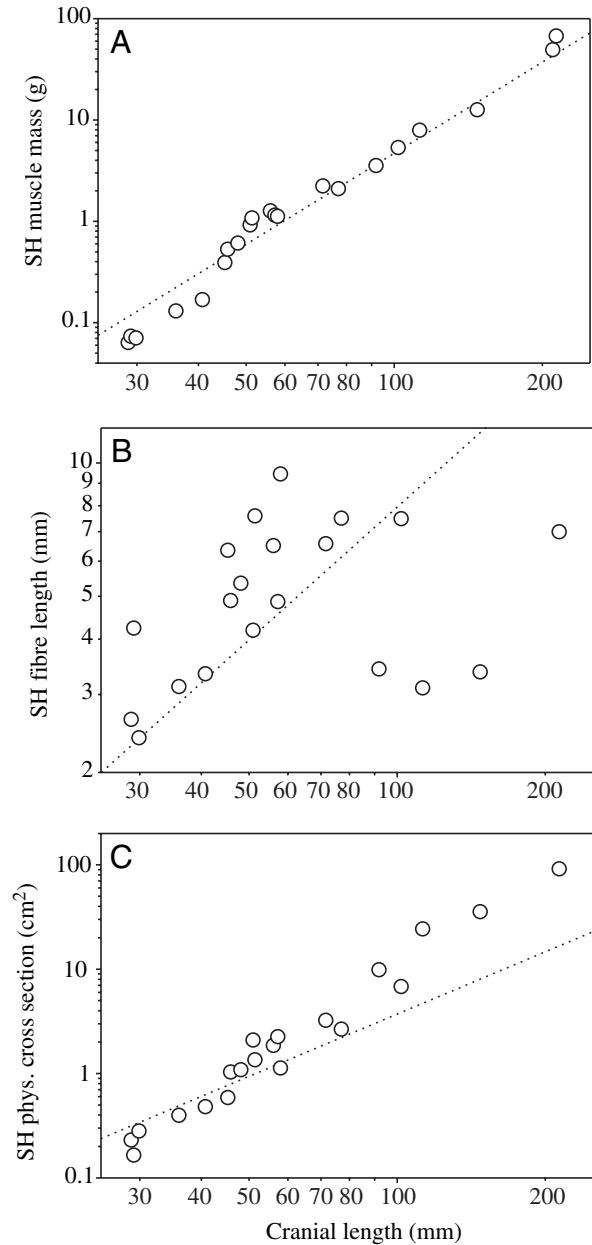 A
SH muscle mass (g)
100
10
1
0.1
30 40 50 60 70 80 100 200
B
SH fibre length (mm)
10
9
8
7
6
5
4
3
2
30 40 50 60 70 80 100 200
C
SH phys. cross section (cm²)
100
10
1
0.1
30 40 50 60 70 80 100 200
Cranial length (mm)